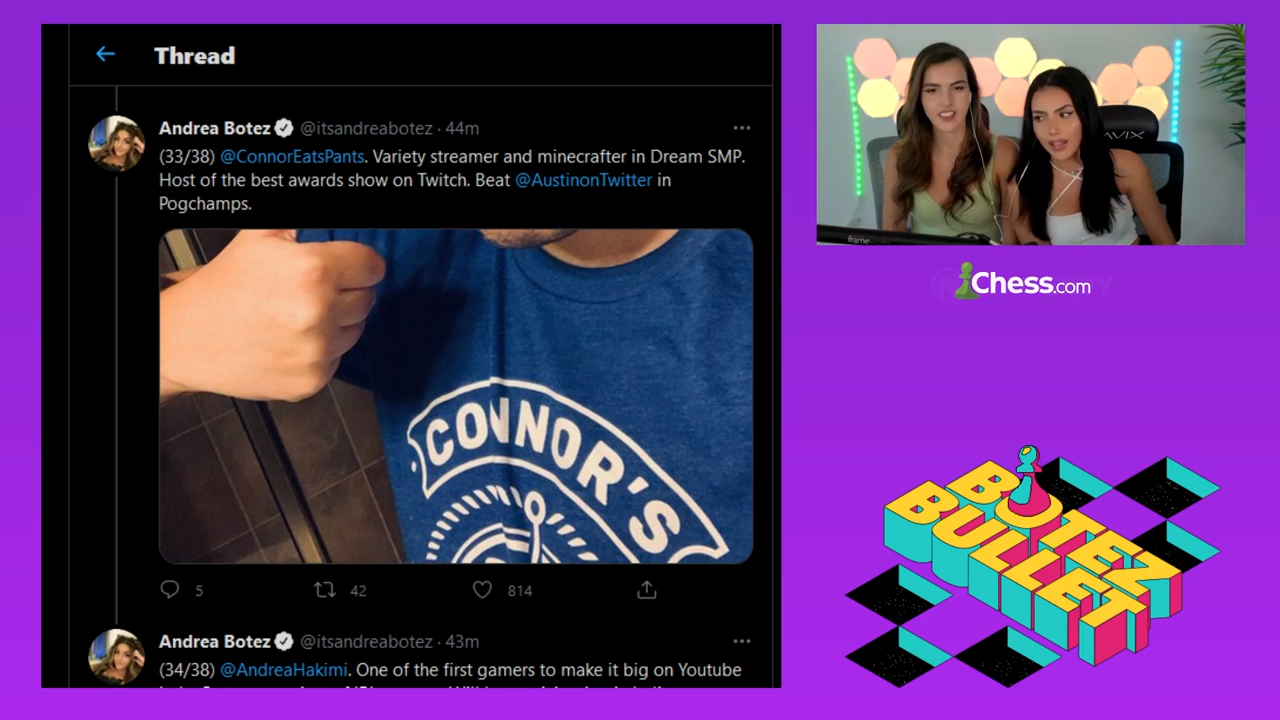 Thread
Andrea Botez @itsandreabotez · 44m
(33/38) @ConnorEatsPants. Variety streamer and minecrafter in Dream SMP.
Host of the best awards show on Twitch. Beat @AustinonTwitter in
Pogchamps.
CONNOR'S
5 42 814
Andrea Botez @itsandreabotez · 43m
(34/38) @AndreaHakimi. One of the first gamers to make it big on Youtube
AVIX
frame
Chess.com
BOTEZ
BULLET